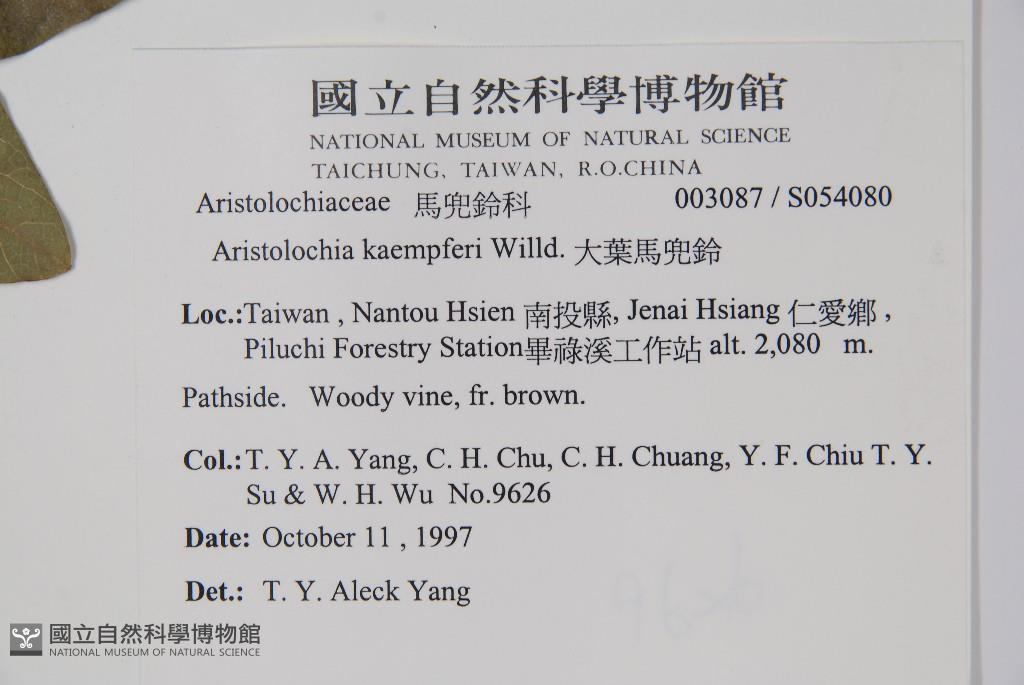 國立自然科學博物館
NATIONAL MUSEUM OF NATURAL SCIENCE
TAICHUNG, TAIWAN, R.O.CHINA
Aristolochiaceae 馬兜鈴科 003087 / S054080
Aristolochia kaempferi Willd. 大葉馬兜鈴
Loc.:Taiwan , Nantou Hsien 南投縣, Jenai Hsiang 仁愛鄉 ,
Piluchi Forestry Station畢祿溪工作站 alt. 2,080 m.
Pathside. Woody vine, fr. brown.
Col.: T. Y. A. Yang, C. H. Chu, C. H. Chuang, Y. F. Chiu T. Y.
Su & W. H. Wu No.9626
Date: October 11 , 1997
Det.: T. Y. Aleck Yang
9626
國立自然科學博物館
NATIONAL MUSEUM OF NATURAL SCIENCE